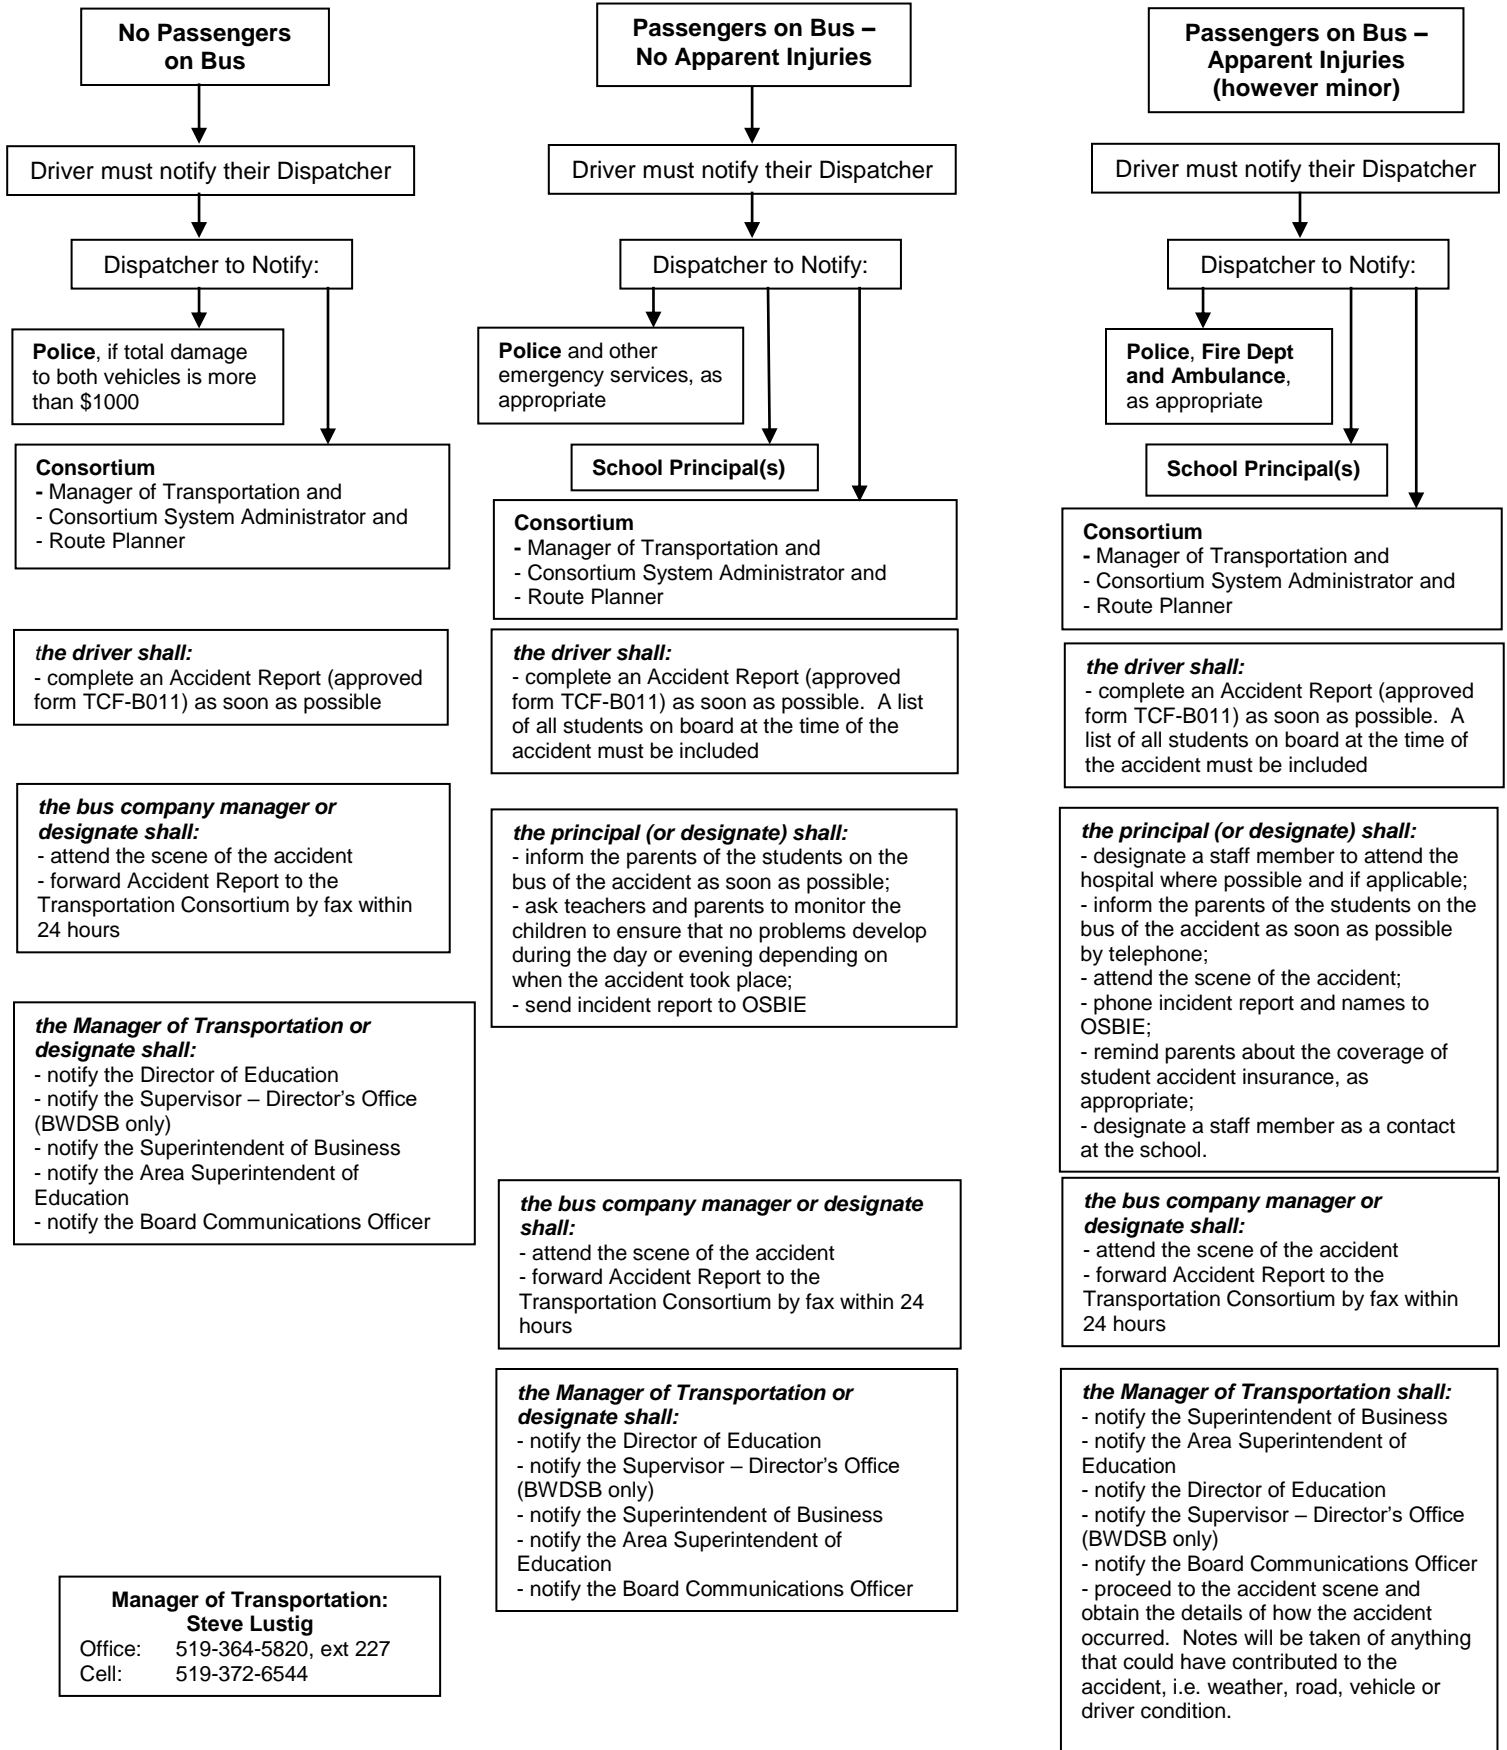 No Passengers
on Bus
Driver must notify their Dispatcher
Dispatcher to Notify:
Police, if total damage
to both vehicles is more
than $1000
Consortium
- Manager of Transportation and
- Consortium System Administrator and
- Route Planner
the driver shall:
- complete an Accident Report (approved
form TCF-B011) as soon as possible
the bus company manager or
designate shall:
- attend the scene of the accident
- forward Accident Report to the
Transportation Consortium by fax within
24 hours
the Manager of Transportation or
designate shall:
- notify the Director of Education
- notify the Supervisor – Director’s Office
(BWDSB only)
- notify the Superintendent of Business
- notify the Area Superintendent of
Education
- notify the Board Communications Officer
Manager of Transportation:
Steve Lustig
Office: 519-364-5820, ext 227
Cell: 519-372-6544
Passengers on Bus –
No Apparent Injuries
Driver must notify their Dispatcher
Dispatcher to Notify:
Police and other
emergency services, as
appropriate
School Principal(s)
Consortium
- Manager of Transportation and
- Consortium System Administrator and
- Route Planner
the driver shall:
- complete an Accident Report (approved
form TCF-B011) as soon as possible. A list
of all students on board at the time of the
accident must be included
the principal (or designate) shall:
- inform the parents of the students on the
bus of the accident as soon as possible;
- ask teachers and parents to monitor the
children to ensure that no problems develop
during the day or evening depending on
when the accident took place;
- send incident report to OSBIE
the bus company manager or designate
shall:
- attend the scene of the accident
- forward Accident Report to the
Transportation Consortium by fax within 24
hours
the Manager of Transportation or
designate shall:
- notify the Director of Education
- notify the Supervisor – Director’s Office
(BWDSB only)
- notify the Superintendent of Business
- notify the Area Superintendent of
Education
- notify the Board Communications Officer
Passengers on Bus –
Apparent Injuries
(however minor)
Driver must notify their Dispatcher
Dispatcher to Notify:
Police, Fire Dept
and Ambulance,
as appropriate
School Principal(s)
Consortium
- Manager of Transportation and
- Consortium System Administrator and
- Route Planner
the driver shall:
- complete an Accident Report (approved
form TCF-B011) as soon as possible. A
list of all students on board at the time of
the accident must be included
the principal (or designate) shall:
- designate a staff member to attend the
hospital where possible and if applicable;
- inform the parents of the students on the
bus of the accident as soon as possible
by telephone;
- attend the scene of the accident;
- phone incident report and names to
OSBIE;
- remind parents about the coverage of
student accident insurance, as
appropriate;
- designate a staff member as a contact
at the school.
the bus company manager or
designate shall:
- attend the scene of the accident
- forward Accident Report to the
Transportation Consortium by fax within
24 hours
the Manager of Transportation shall:
- notify the Superintendent of Business
- notify the Area Superintendent of
Education
- notify the Director of Education
- notify the Supervisor – Director’s Office
(BWDSB only)
- notify the Board Communications Officer
- proceed to the accident scene and
obtain the details of how the accident
occurred. Notes will be taken of anything
that could have contributed to the
accident, i.e. weather, road, vehicle or
driver condition.